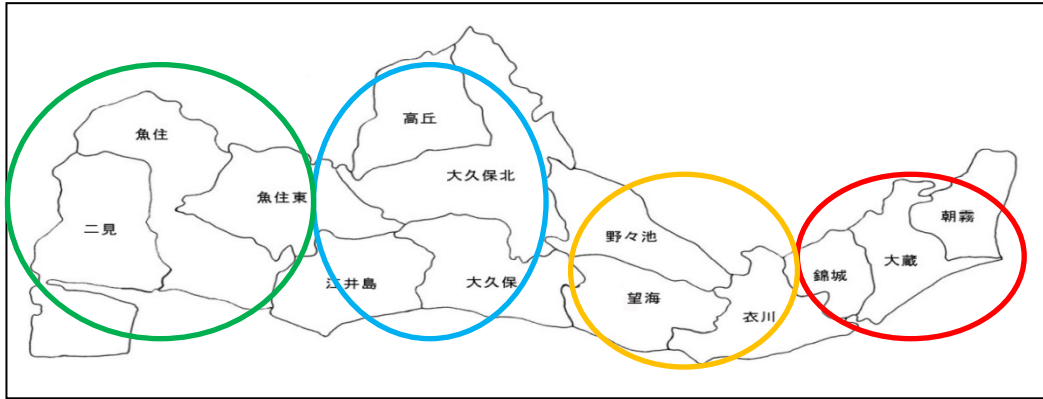 魚住
魚住東
二見
高丘
大久保北
江井島
大久保
野々池
望海
衣川
錦城
大蔵
朝霧